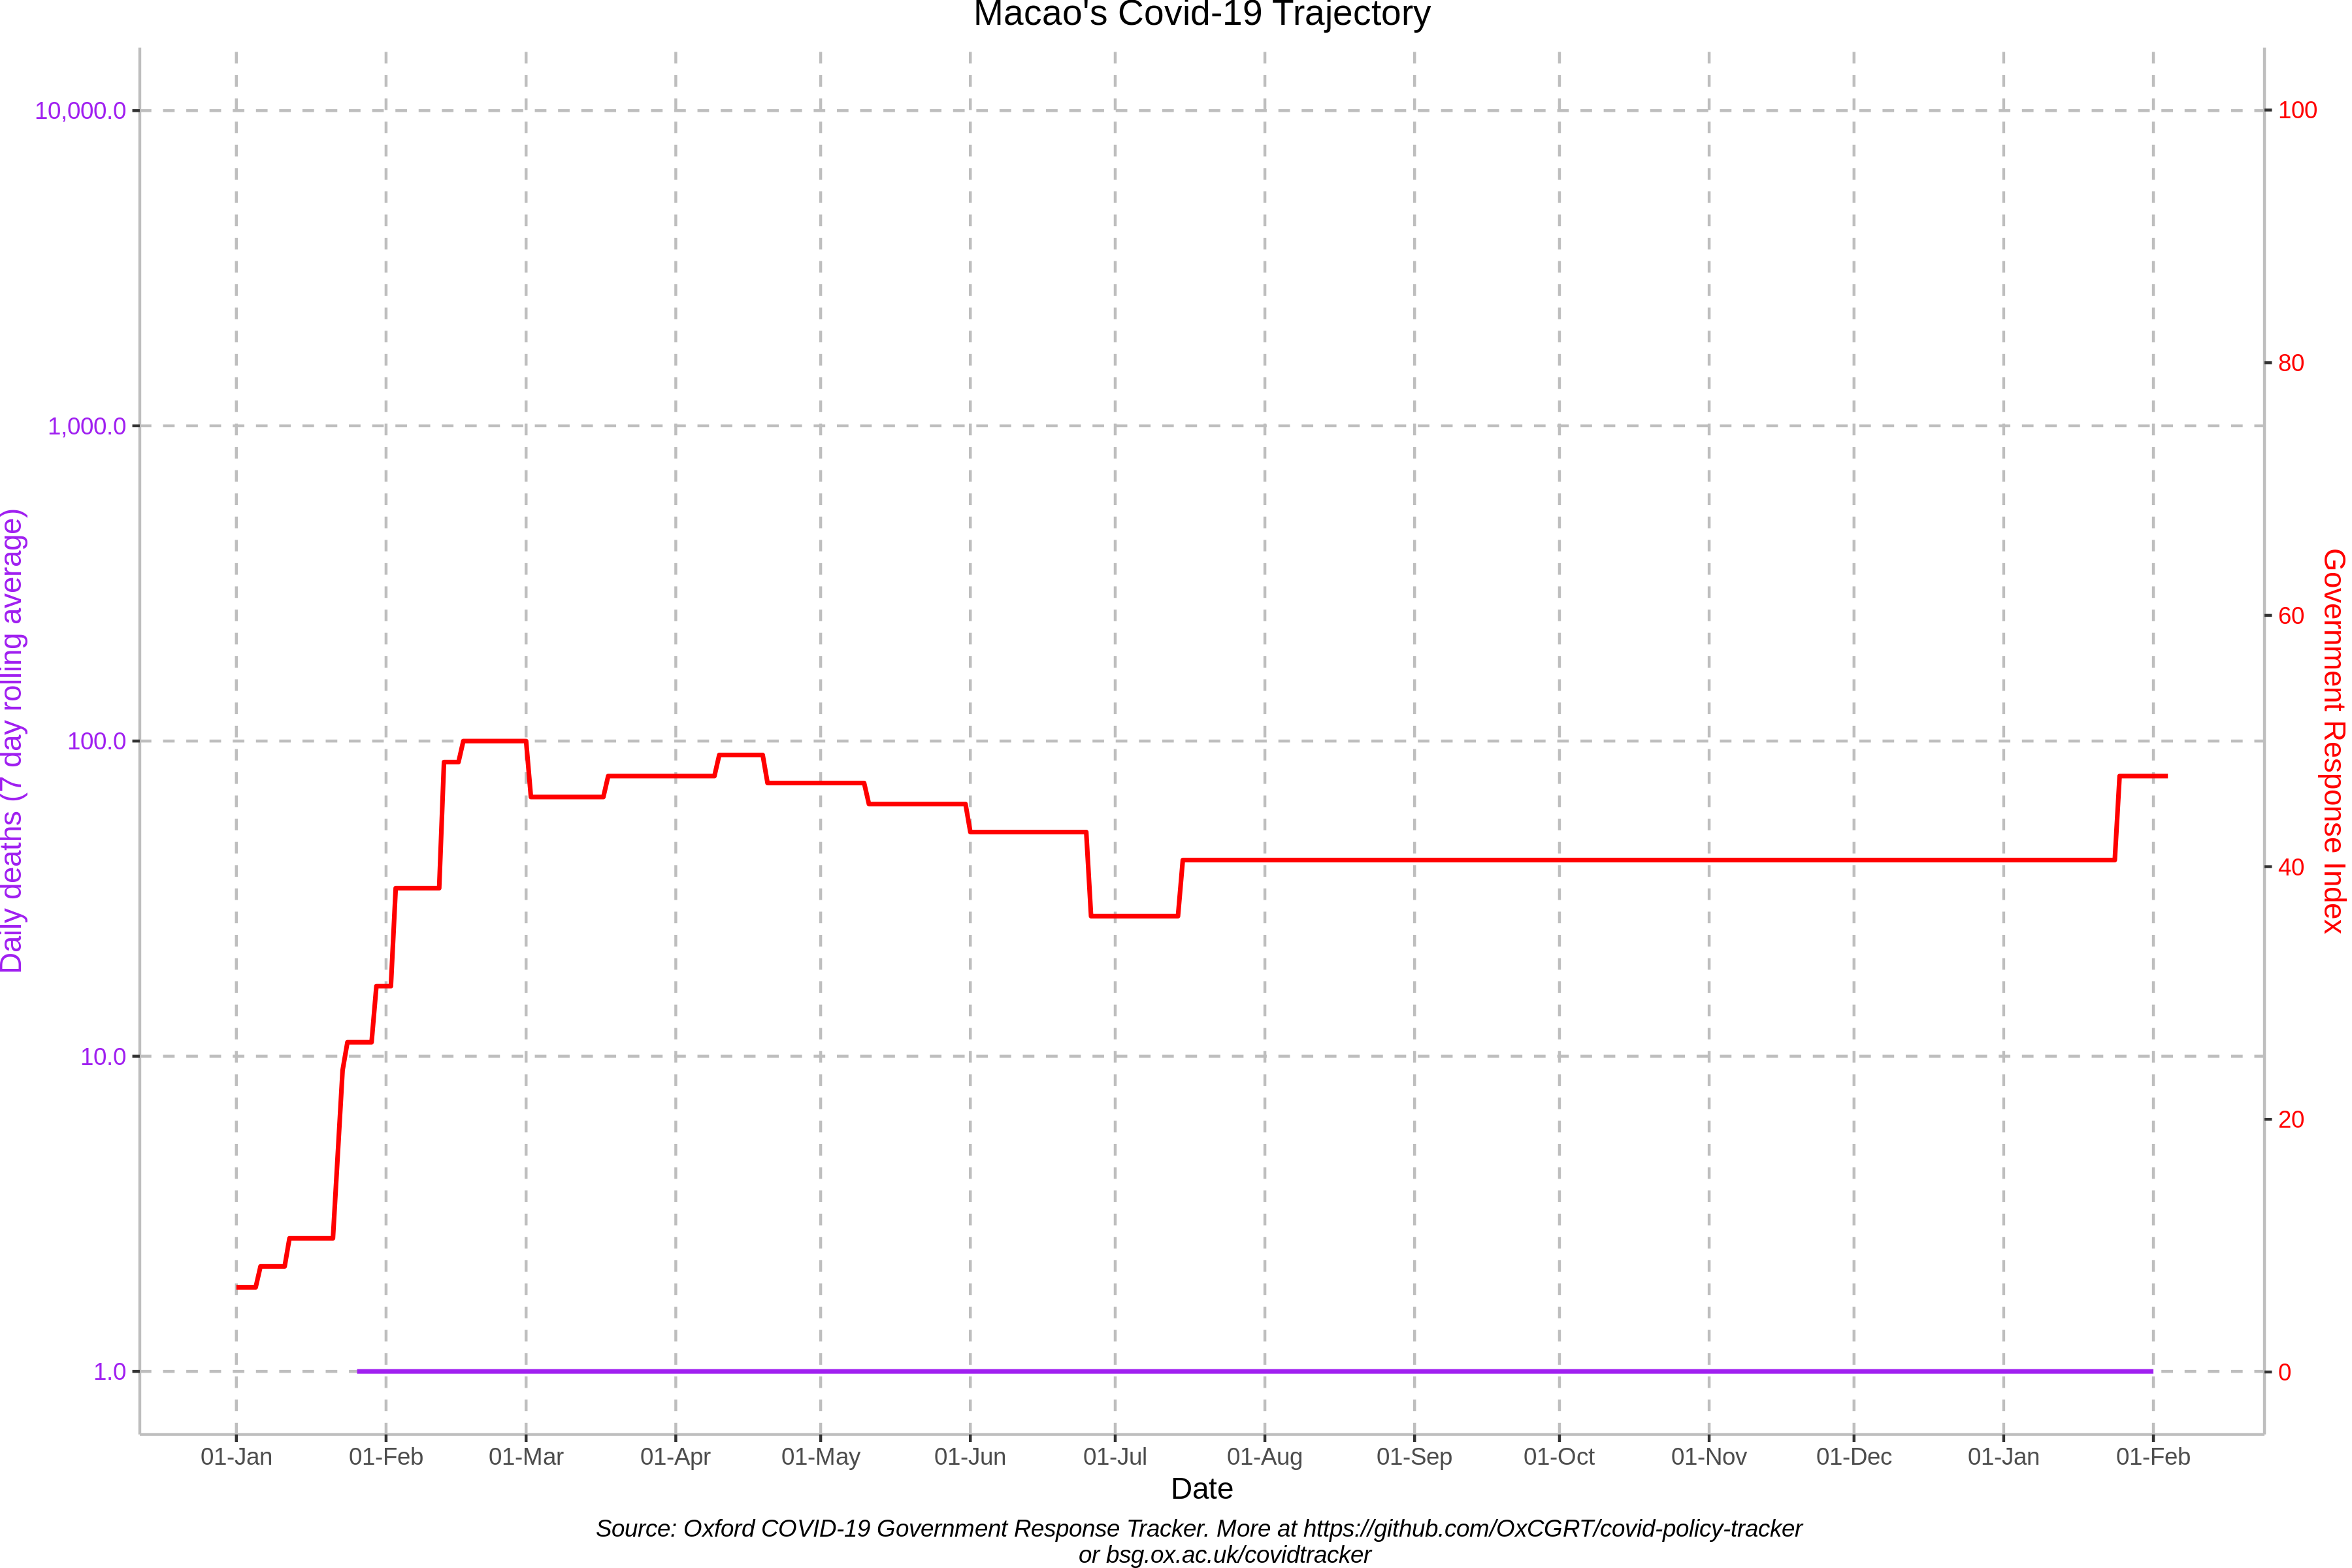 Macao's Covid-19 Trajectory
10,000.0
1,000.0
100.0
10.0
1.0
Daily deaths (7 day rolling average)
100
80
60
40
20
0
Government Response Index
01-Jan
01-Feb
01-Mar
01-Apr
01-May
01-Jun
01-Jul
01-Aug
01-Sep
01-Oct
01-Nov
01-Dec
01-Jan
01-Feb
Date
Source: Oxford COVID-19 Government Response Tracker. More at https://github.com/OxCGRT/covid-policy-tracker
or bsg.ox.ac.uk/covidtracker